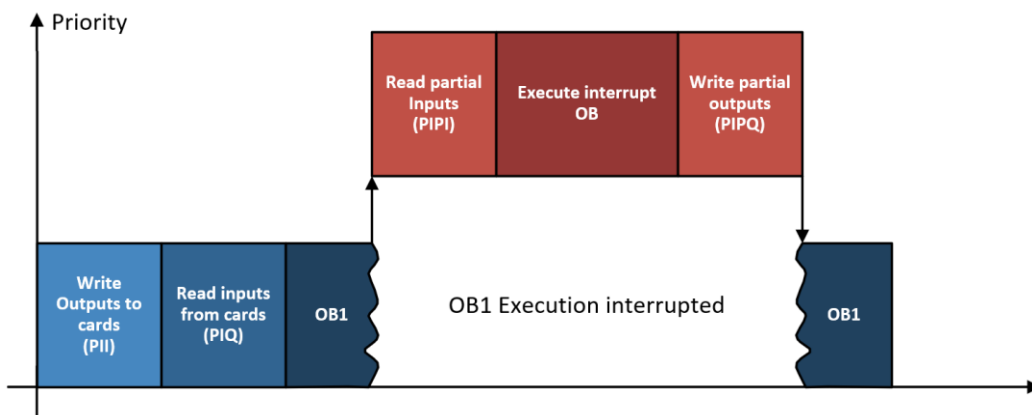 Priority
Read partial
Inputs
(PIPI)
Execute interrupt
OB
Write partial
outputs
(PIPQ)
Write
Outputs to
cards
(PII)
Read inputs
from cards
(PIQ)
OB1
OB1 Execution interrupted
OB1